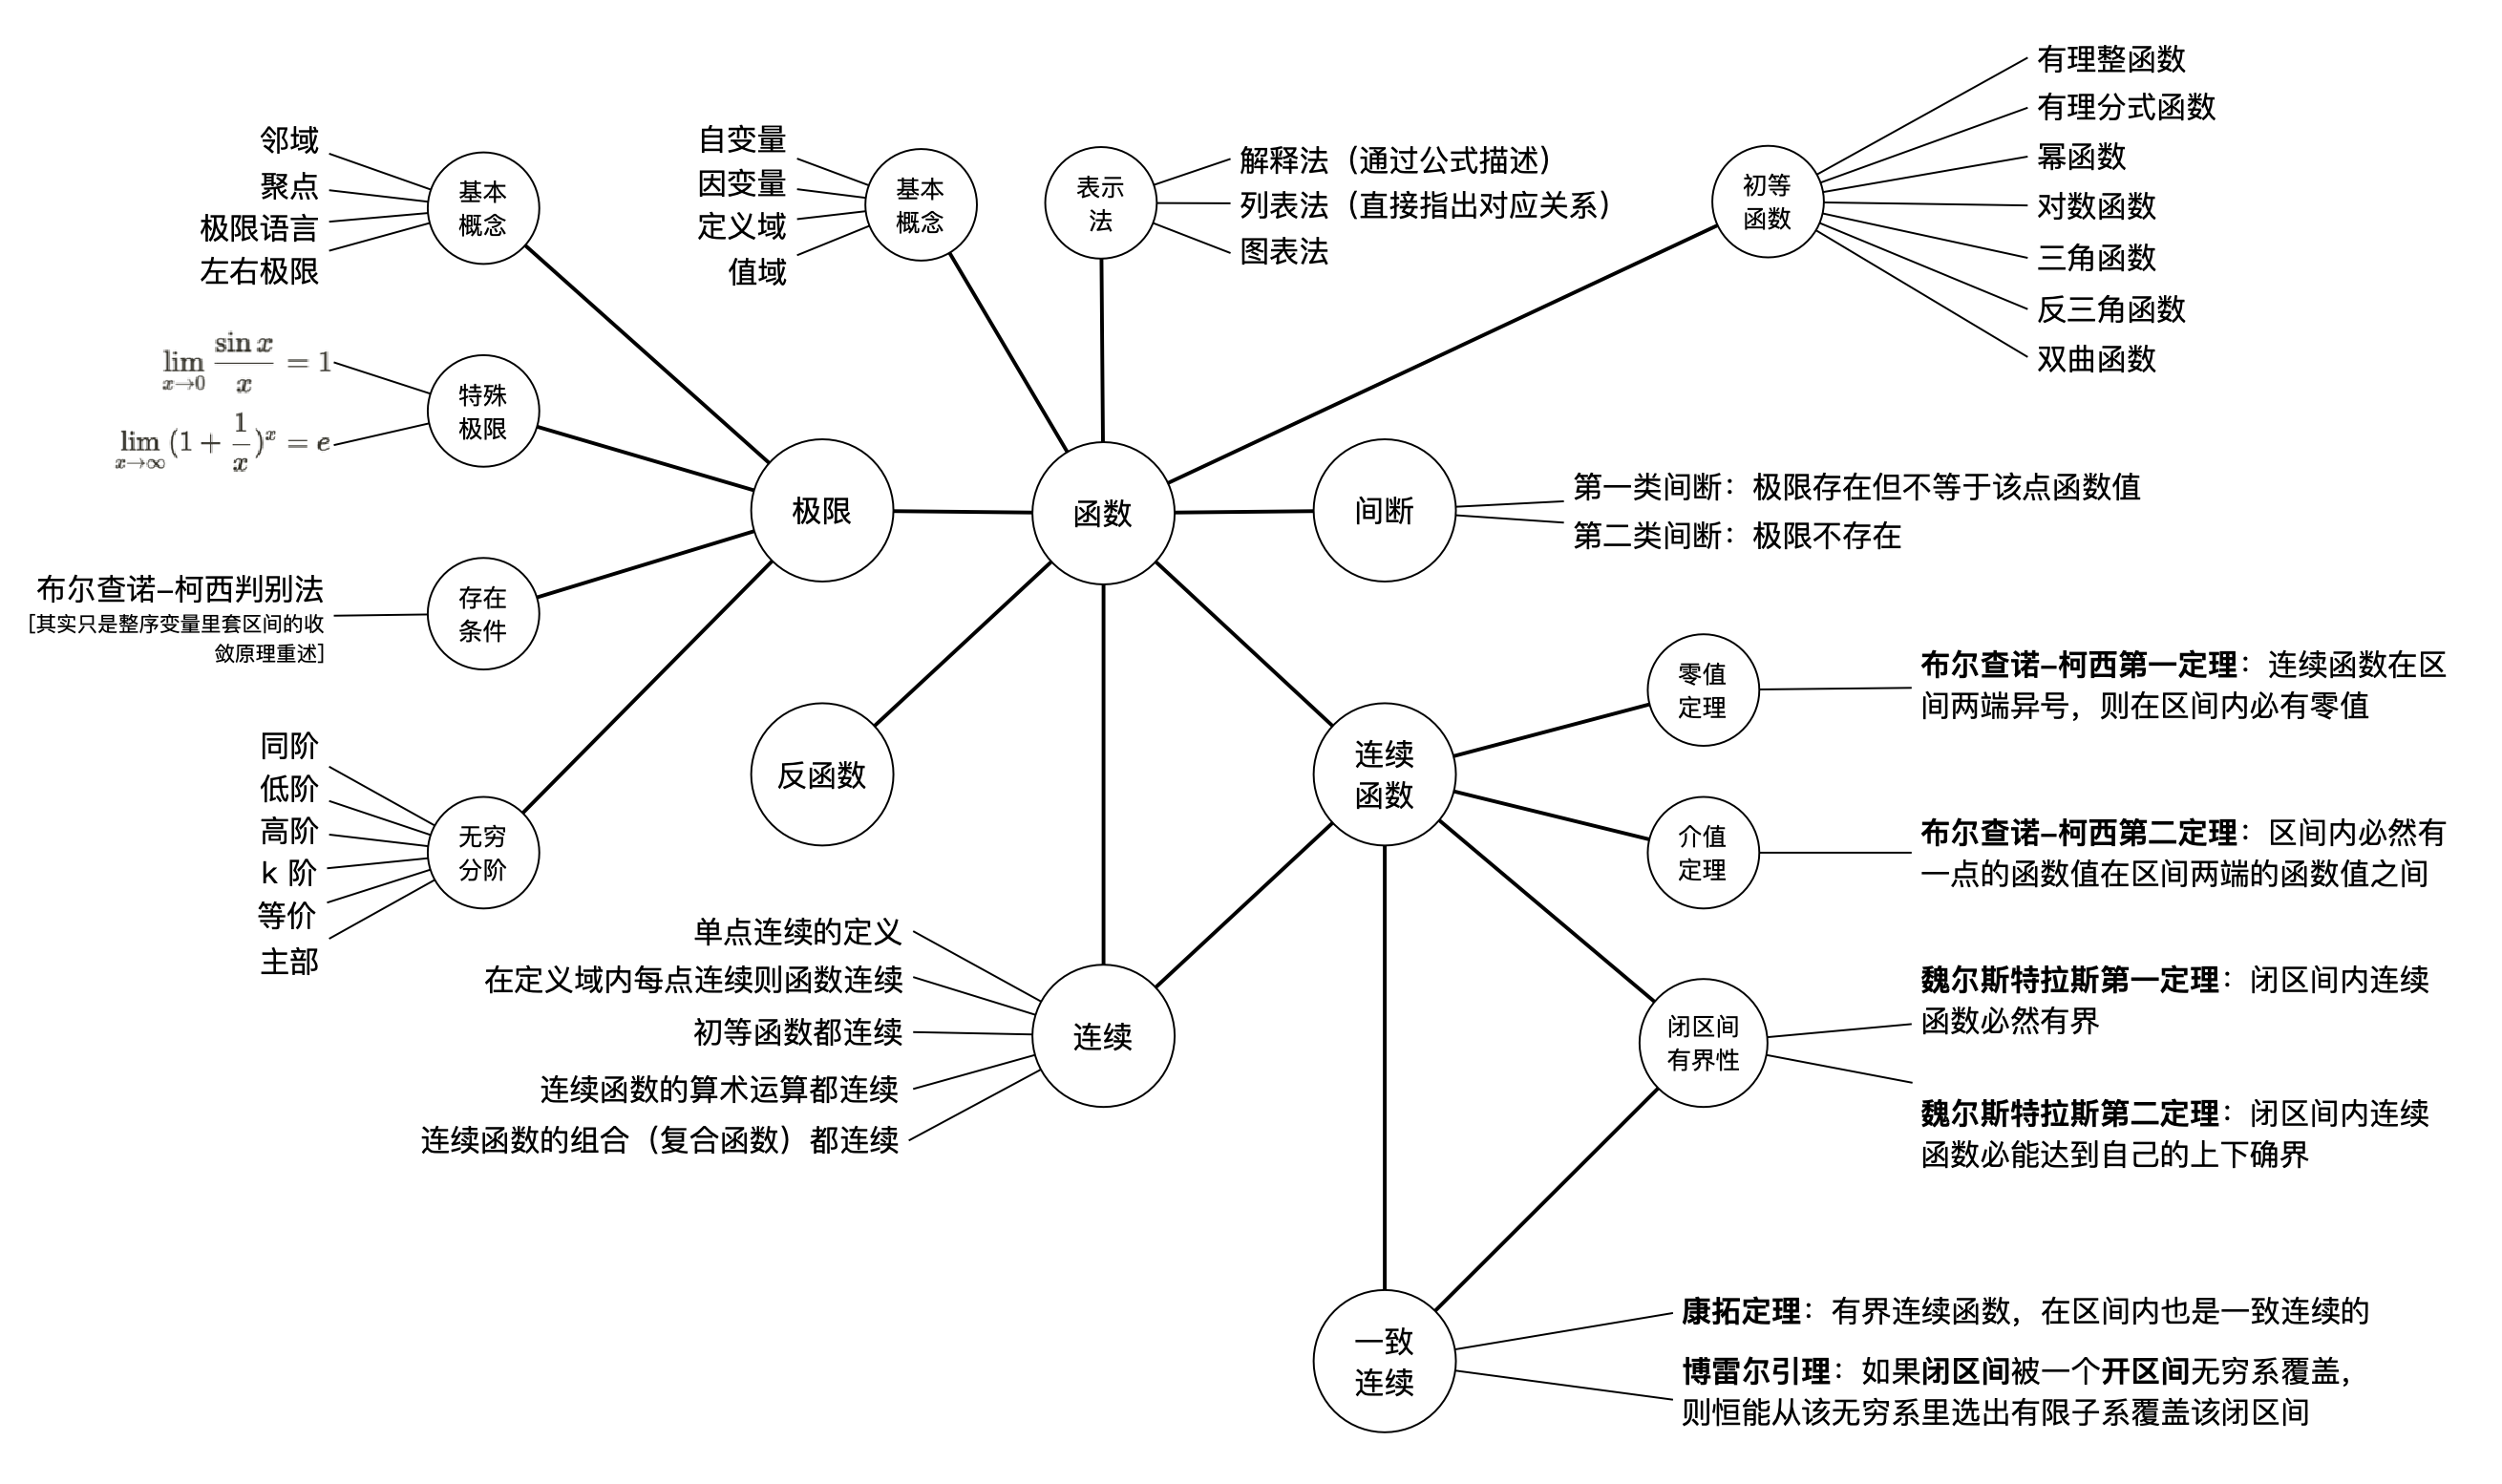 邻域
聚点
极限语言
左右极限
基本
概念
自变量
因变量
定义域
值域
基本
概念
表示
法
解释法（通过公式描述）
列表法（直接指出对应关系）
图表法
初等
函数
有理整函数
有理分式函数
幂函数
对数函数
三角函数
反三角函数
双曲函数
lim x→0 sin x / x = 1
lim x→∞ (1 + 1/x)^x = e
特殊
极限
极限
函数
间断
第一类间断：极限存在但不等于该点函数值
第二类间断：极限不存在
布尔查诺–柯西判别法
[其实只是整序变量里套区间的收
敛原理重述]
存在
条件
同阶
低阶
高阶
k 阶
等价
主部
无穷
分阶
反函数
连续
函数
零值
定理
布尔查诺–柯西第一定理：连续函数在区
间两端异号，则在区间内必有零值
介值
定理
布尔查诺–柯西第二定理：区间内必然有
一点的函数值在区间两端的函数值之间
单点连续的定义
在定义域内每点连续则函数连续
初等函数都连续
连续函数的算术运算都连续
连续函数的组合（复合函数）都连续
连续
闭区间
有界性
魏尔斯特拉斯第一定理：闭区间内连续
函数必然有界
魏尔斯特拉斯第二定理：闭区间内连续
函数必能达到自己的上下确界
一致
连续
康拓定理：有界连续函数，在区间内也是一致连续的
博雷尔引理：如果闭区间被一个开区间无穷系覆盖，
则恒能从该无穷系里选出有限子系覆盖该闭区间